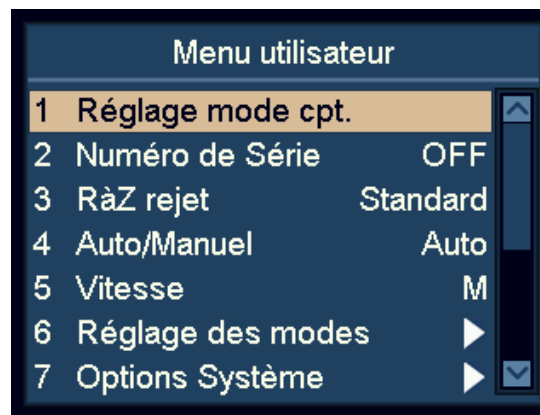 Menu utilisateur
1 Réglage mode cpt.
2 Numéro de Série OFF
3 RàZ rejet Standard
4 Auto/Manuel Auto
5 Vitesse M
6 Réglage des modes
7 Options Système